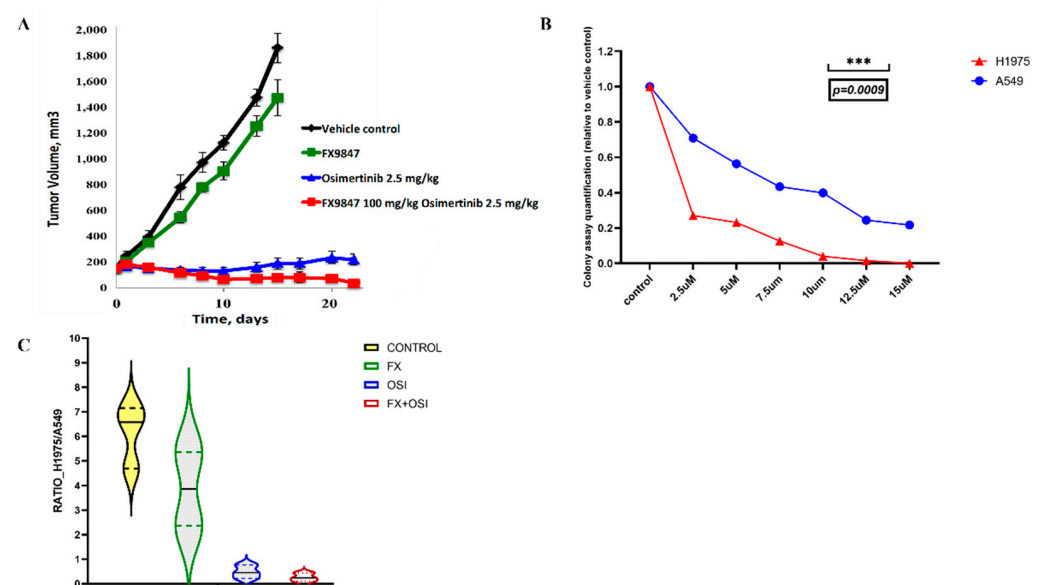 A
Tumor Volume, mm3
2,000
1,800
1,600
1,400
1,200
1,000
800
600
400
200
0
0
10
20
Time, days
Vehicle control
FX9847
Osimertinib 2.5 mg/kg
FX9847 100 mg/kg Osimertinib 2.5 mg/kg
B
Colony assay quantification (relative to vehicle control)
1.2
1.0
0.8
0.6
0.4
0.2
0.0
control
2.5uM
5uM
7.5um
10um
12.5uM
15uM
***
p=0.0009
H1975
A549
C
RATIO_H1975/A549
10
9
8
7
6
5
4
3
2
1
0
CONTROL
FX
OSI
FX+OSI